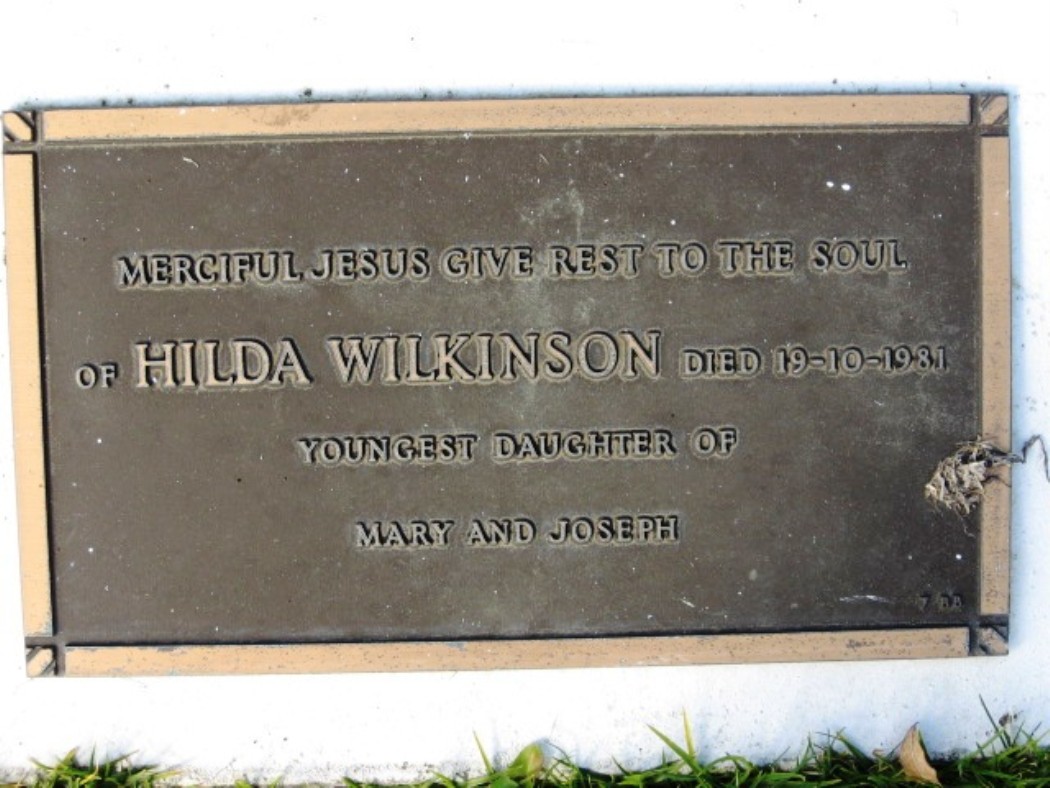 MERCIFUL JESUS GIVE REST TO THE SOUL
OF HILDA WILKINSON DIED 19-10-1981
YOUNGEST DAUGHTER OF
MARY AND JOSEPH